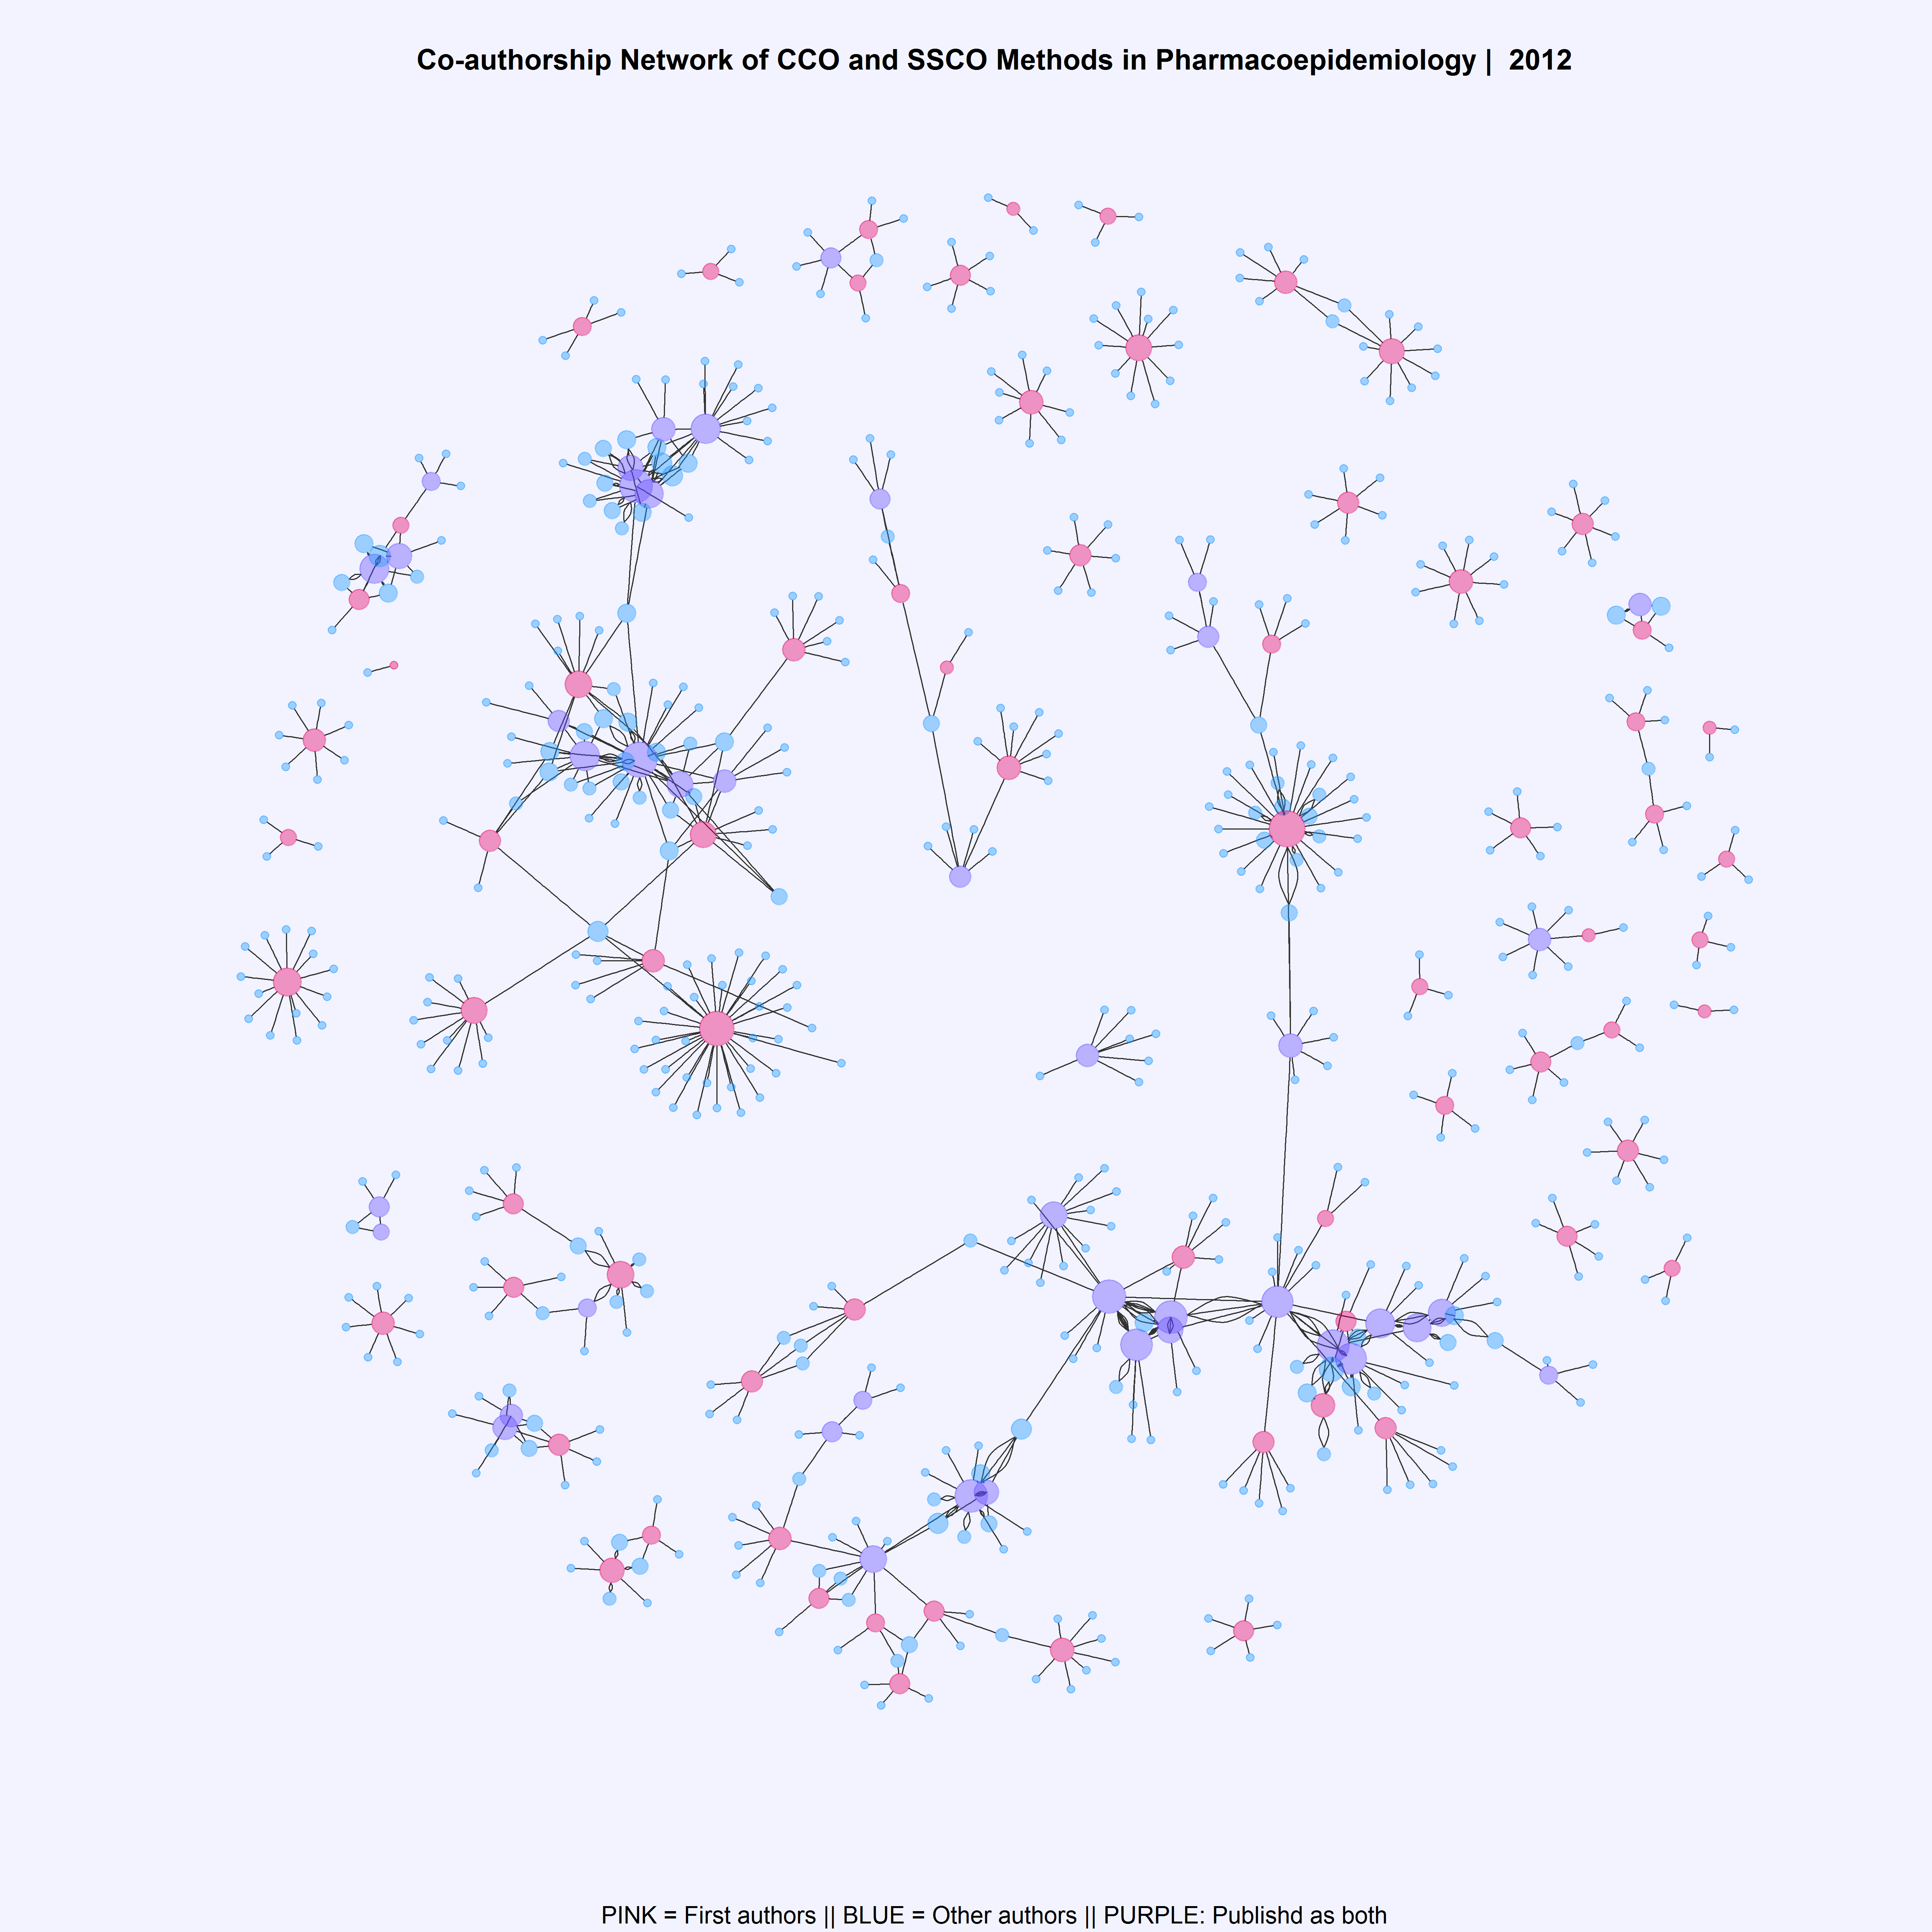 Co-authorship Network of CCO and SSCO Methods in Pharmacoepidemiology |  2012
PINK = First authors || BLUE = Other authors || PURPLE: Publishd as both